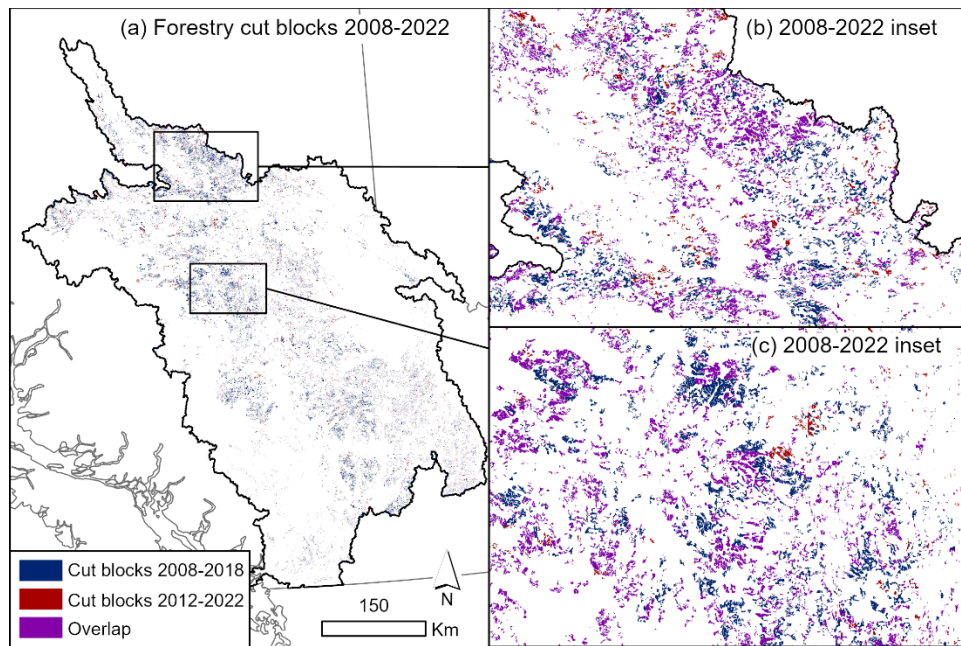 (a) Forestry cut blocks 2008-2022
(b) 2008-2022 inset
(c) 2008-2022 inset
Cut blocks 2008-2018
Cut blocks 2012-2022
Overlap
150
Km
N